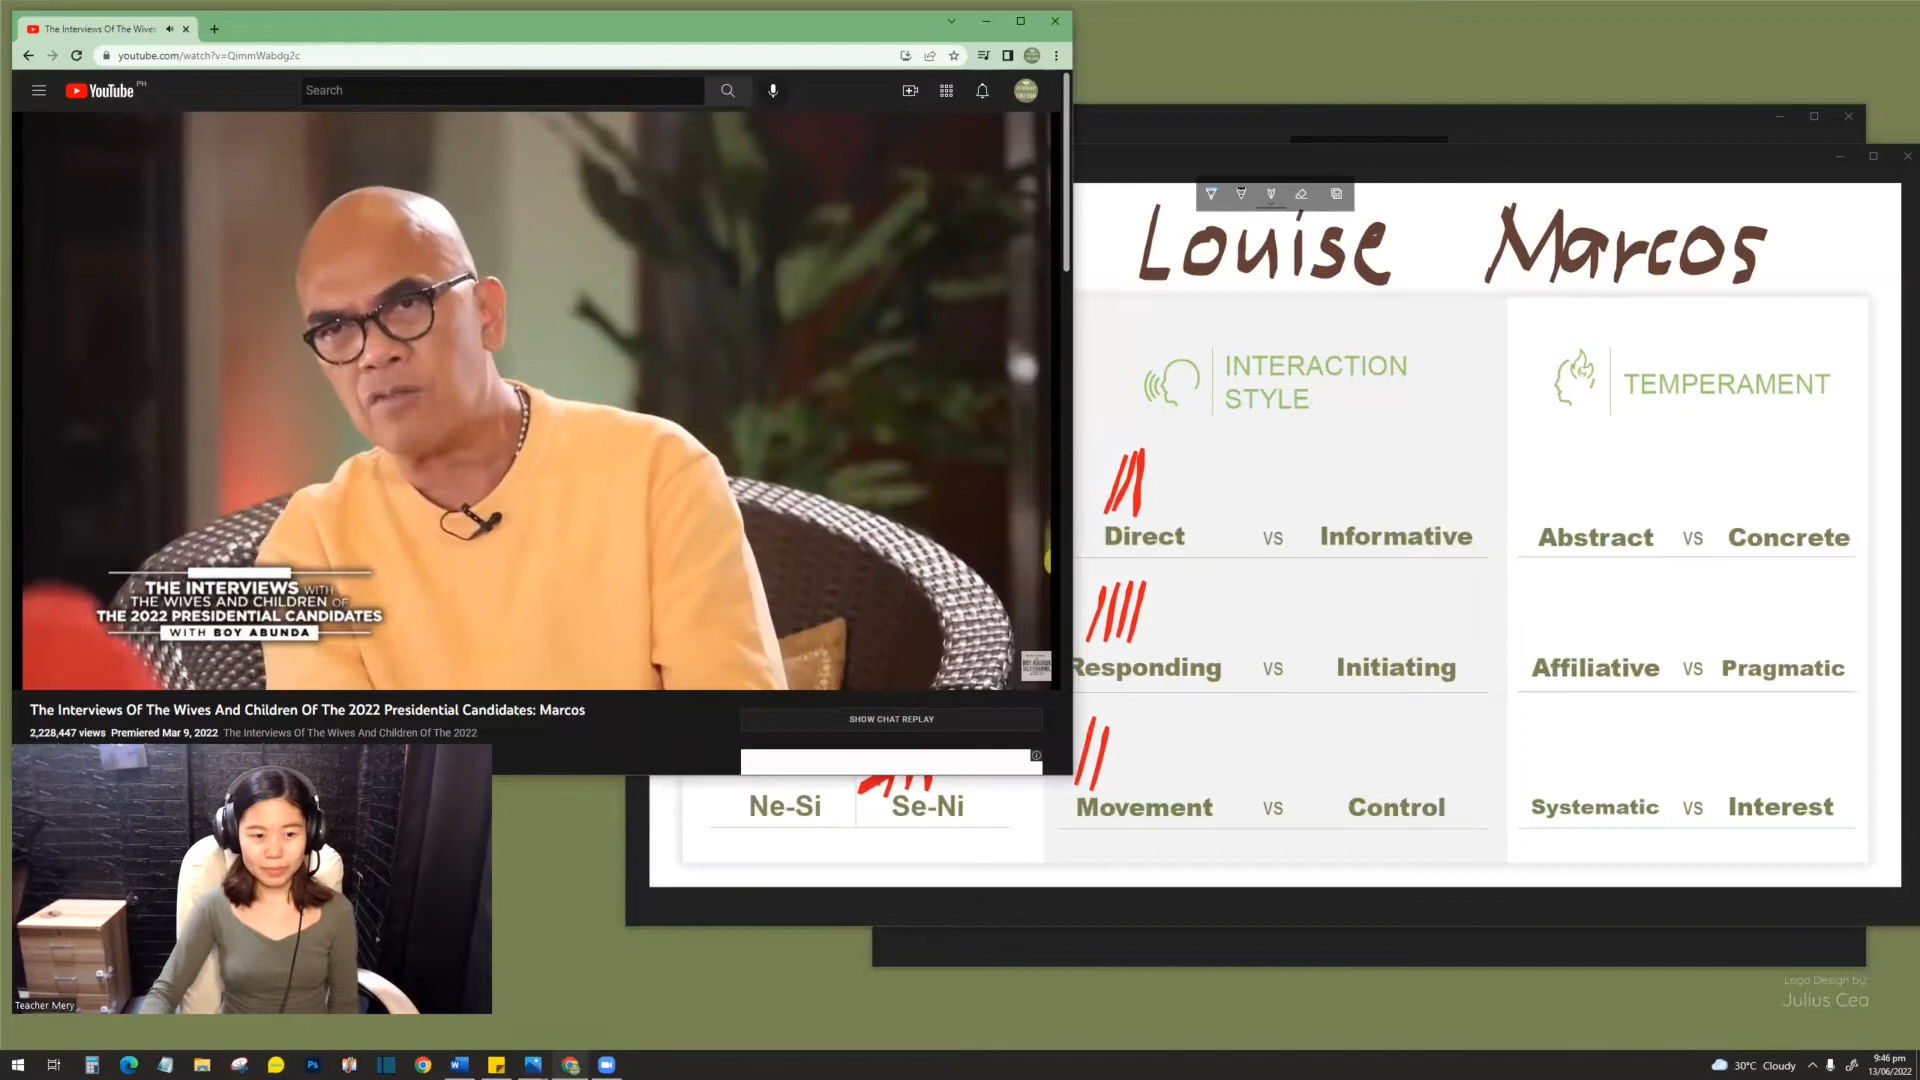 The Interviews Of The Wives
youtube.com/watch?v=QimmWabdg2c
YouTube PH
Search
THE INTERVIEWS WITH
THE WIVES AND CHILDREN OF
THE 2022 PRESIDENTIAL CANDIDATES
WITH BOY ABUNDA
The Interviews Of The Wives And Children Of The 2022 Presidential Candidates: Marcos
2,228,447 views Premiered Mar 9, 2022 The Interviews Of The Wives And Children Of The 2022
SHOW CHAT REPLAY
Louise Marcos
INTERACTION
STYLE
TEMPERAMENT
Direct vs Informative
Abstract vs Concrete
Responding vs Initiating
Affiliative vs Pragmatic
Ne-Si Se-Ni
Movement vs Control
Systematic vs Interest
Teacher Mery
Logo Design by:
Julius Cea
30°C Cloudy
9:46 pm
13/06/2022